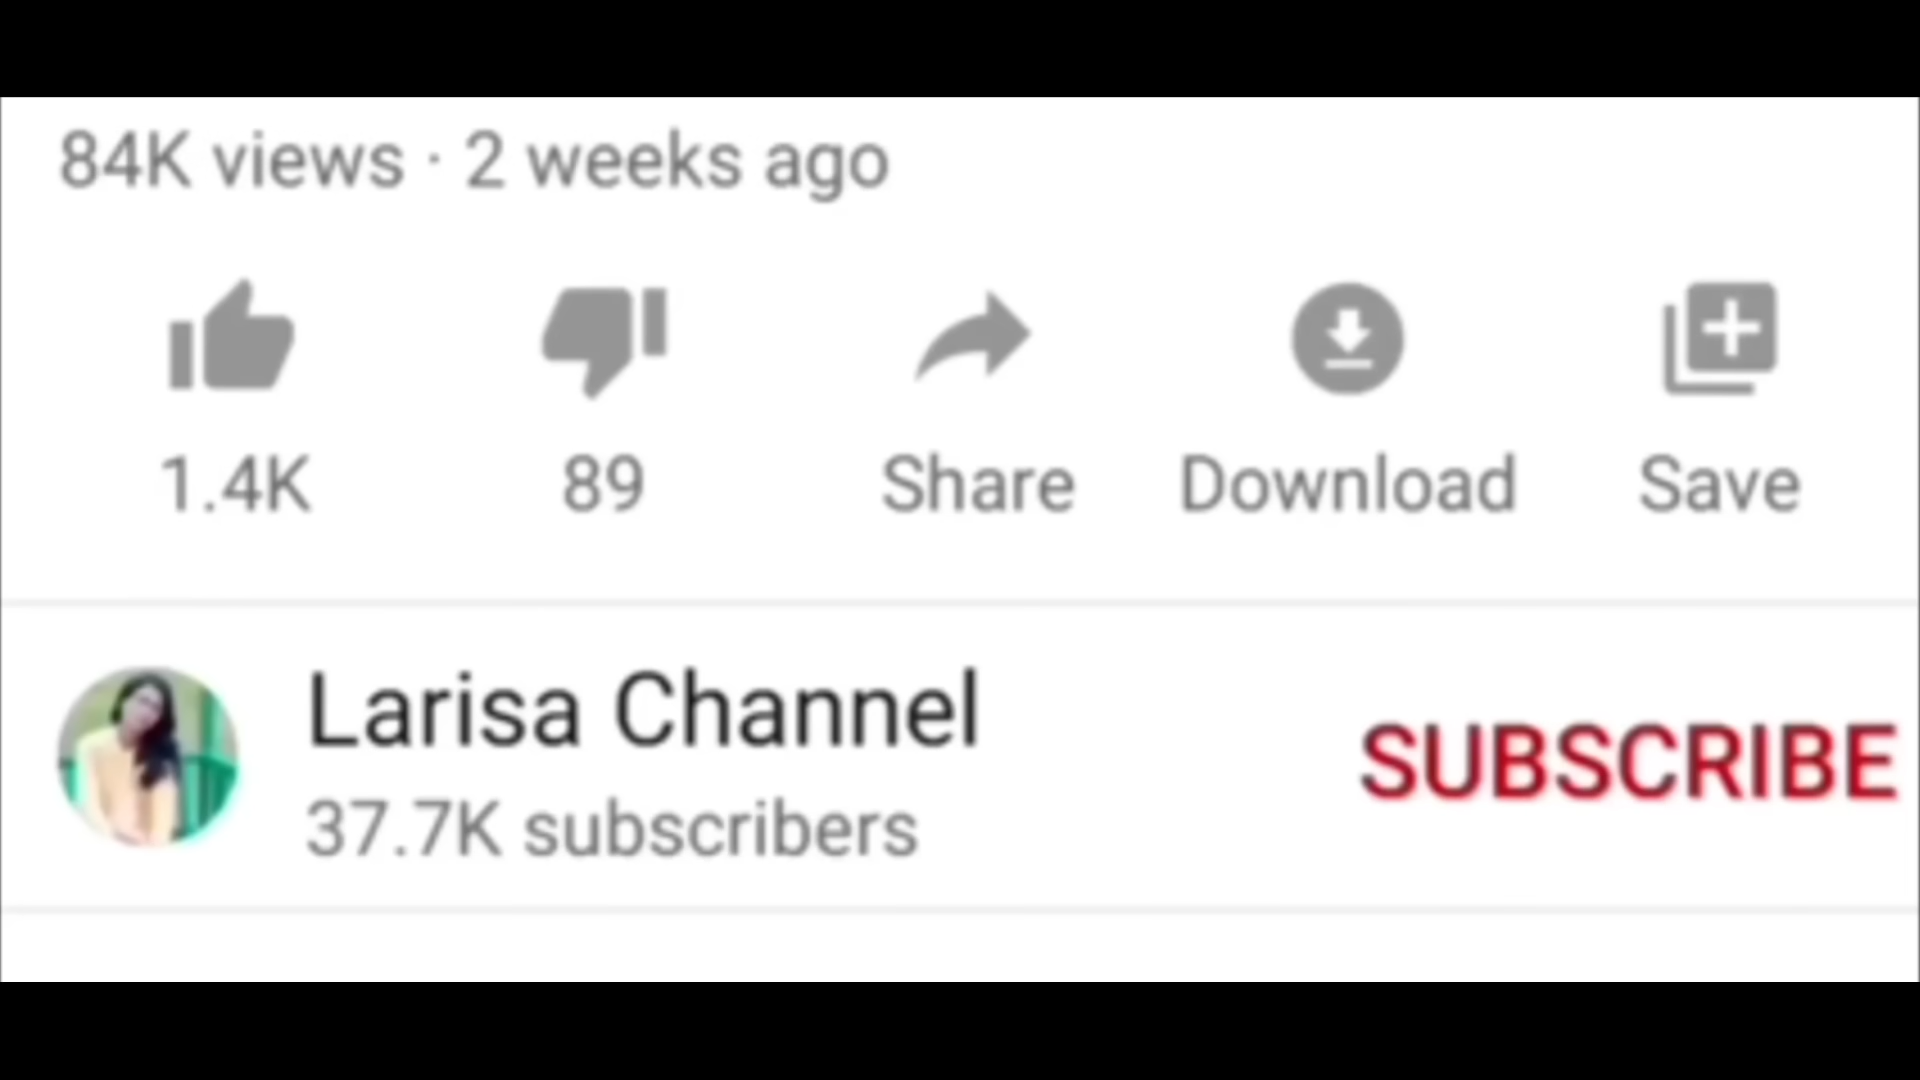 84K views · 2 weeks ago
1.4K 89 Share Download Save
Larisa Channel
SUBSCRIBE
37.7K subscribers